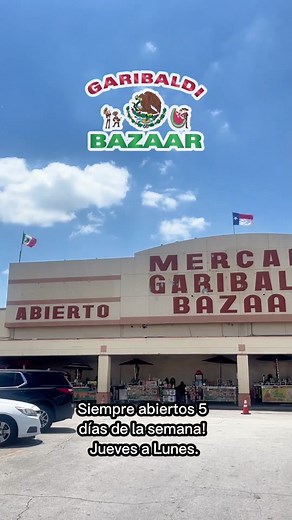 GARIBALDI
BAZAAR
MERCA
GARIBAL
BAZAA
ABIERTO
Siempre abiertos 5
días de la semana!
Jueves a Lunes.